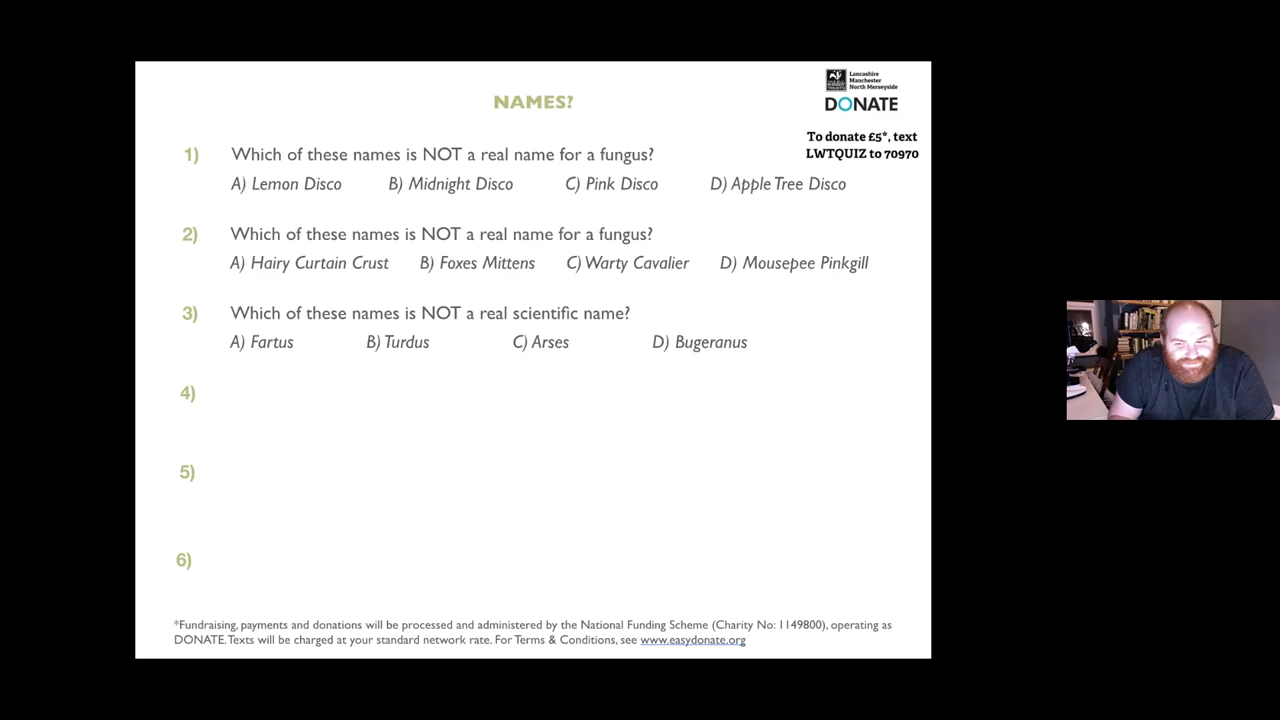 Lancashire
Manchester
North Merseyside
DONATE
NAMES?
To donate £5*, text
LWTQUIZ to 70970
1) Which of these names is NOT a real name for a fungus?
A) Lemon Disco B) Midnight Disco C) Pink Disco D) Apple Tree Disco
2) Which of these names is NOT a real name for a fungus?
A) Hairy Curtain Crust B) Foxes Mittens C) Warty Cavalier D) Mousepee Pinkgill
3) Which of these names is NOT a real scientific name?
A) Fartus B) Turdus C) Arses D) Bugeranus
4)
5)
6)
*Fundraising, payments and donations will be processed and administered by the National Funding Scheme (Charity No: 1149800), operating as
DONATE. Texts will be charged at your standard network rate. For Terms & Conditions, see www.easydonate.org